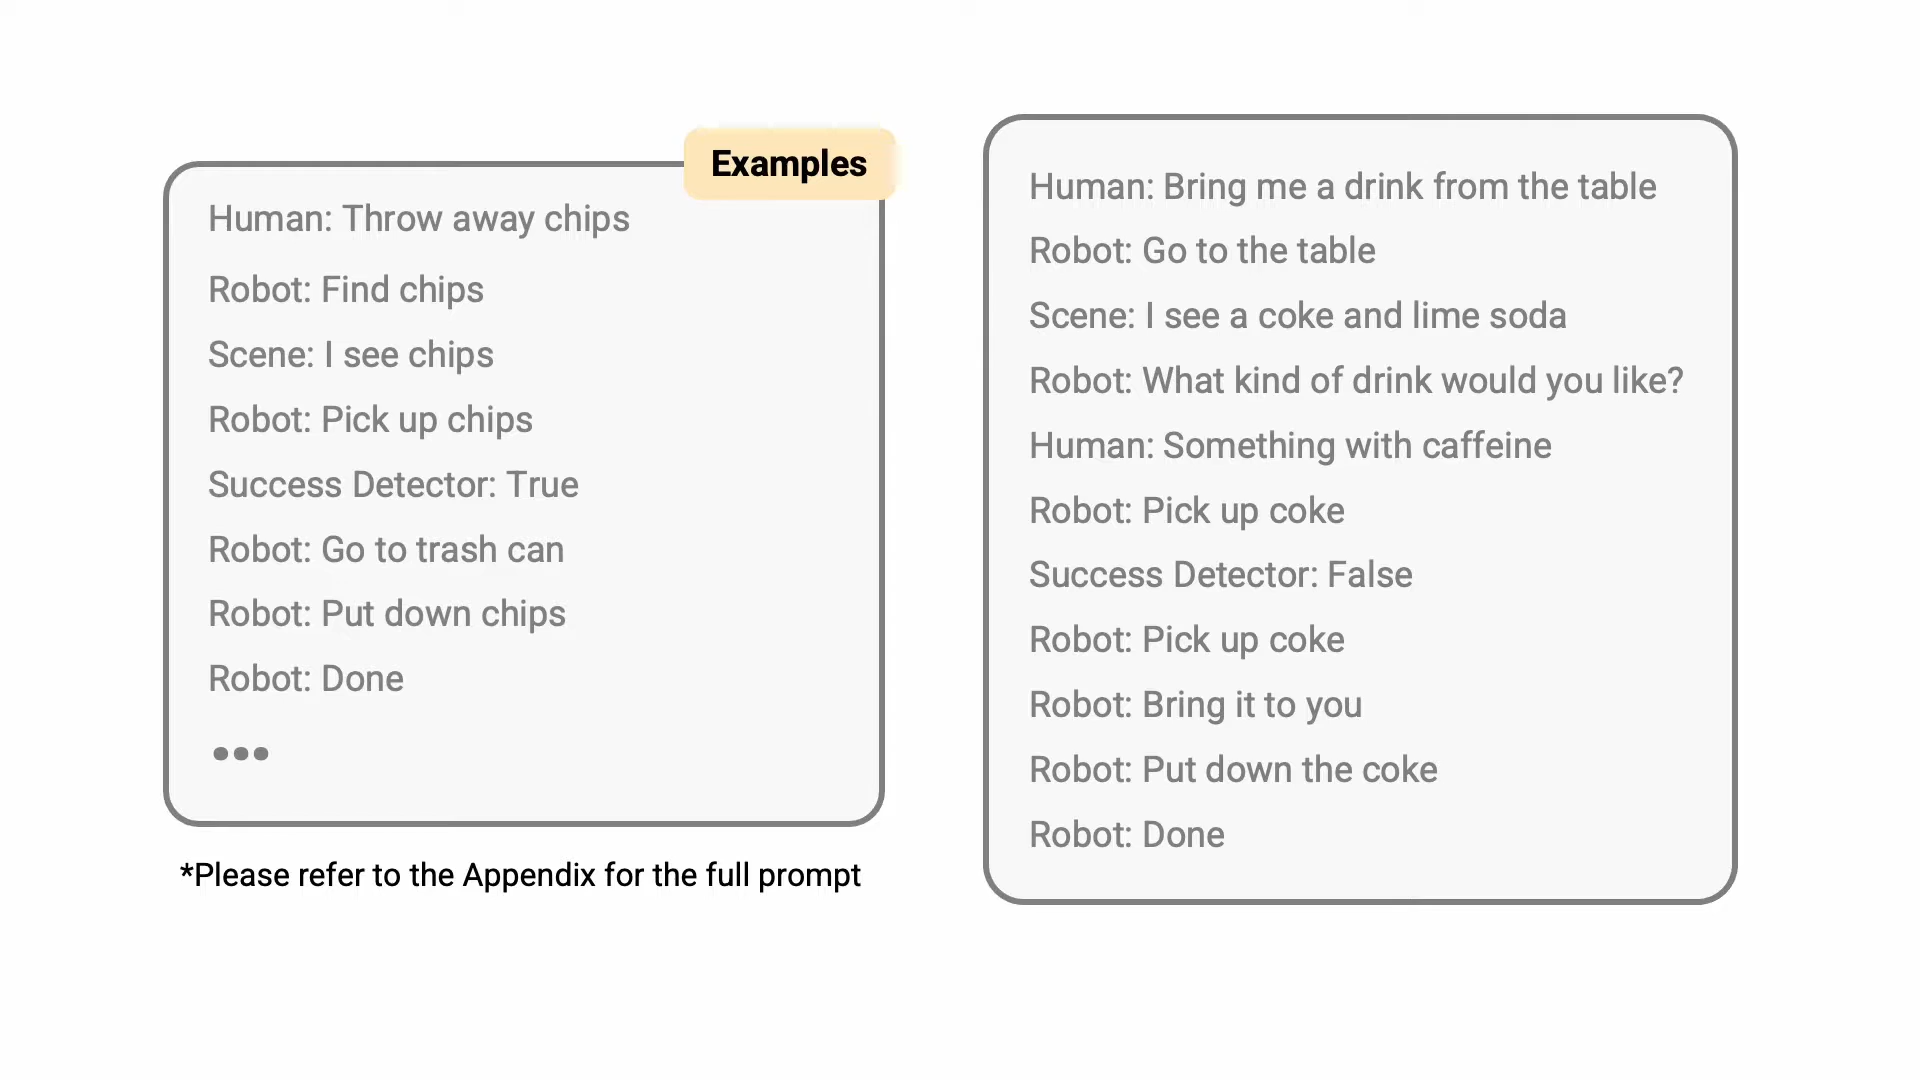 Examples
Human: Throw away chips
Robot: Find chips
Scene: I see chips
Robot: Pick up chips
Success Detector: True
Robot: Go to trash can
Robot: Put down chips
Robot: Done
•••
*Please refer to the Appendix for the full prompt
Human: Bring me a drink from the table
Robot: Go to the table
Scene: I see a coke and lime soda
Robot: What kind of drink would you like?
Human: Something with caffeine
Robot: Pick up coke
Success Detector: False
Robot: Pick up coke
Robot: Bring it to you
Robot: Put down the coke
Robot: Done